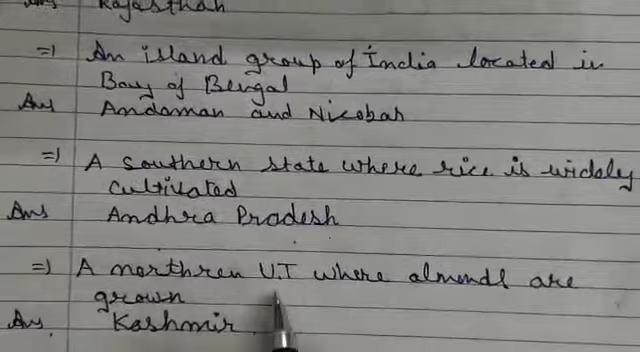 Ans Rajasthan
=) An island group of India located in
Bay of Bengal
Ans Andaman and Nicobar
=) A southern state where rice is widely
cultivated
Ans Andhra Pradesh
=) A northren U.T where almonds are
grown
Ans. Kashmir.